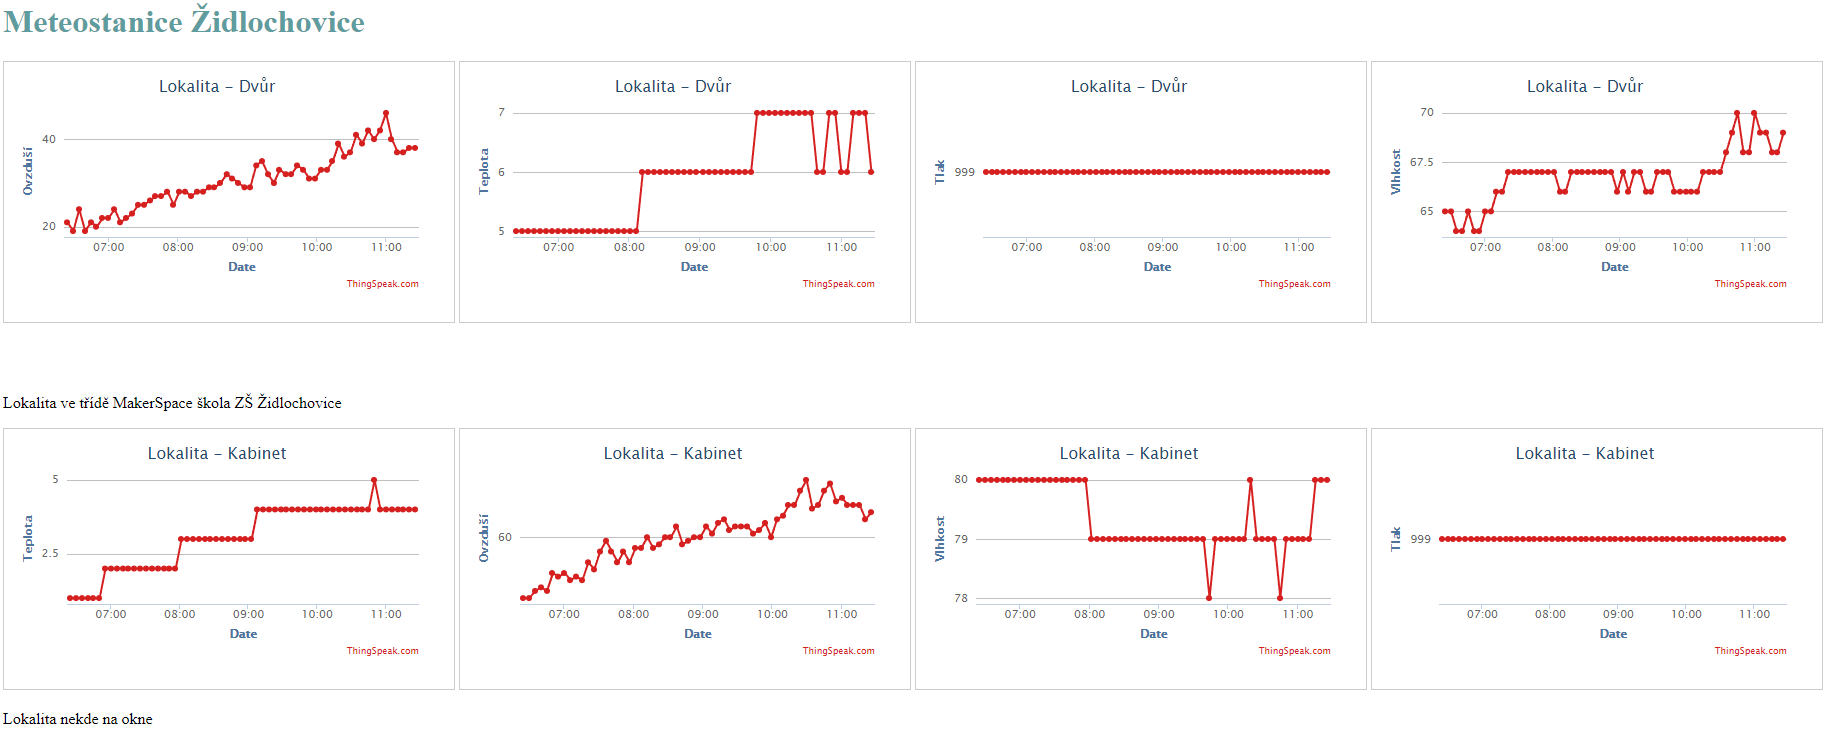 Meteostanice Židlochovice
Lokalita - Dvůr
Ovzduší
40
20
07:00 08:00 09:00 10:00 11:00
Date
ThingSpeak.com
Lokalita - Dvůr
Teplota
7
6
5
07:00 08:00 09:00 10:00 11:00
Date
ThingSpeak.com
Lokalita - Dvůr
Tlak
999
07:00 08:00 09:00 10:00 11:00
Date
ThingSpeak.com
Lokalita - Dvůr
Vlhkost
70
67.5
65
07:00 08:00 09:00 10:00 11:00
Date
ThingSpeak.com
Lokalita ve třídě MakerSpace škola ZŠ Židlochovice
Lokalita - Kabinet
Teplota
5
2.5
07:00 08:00 09:00 10:00 11:00
Date
ThingSpeak.com
Lokalita - Kabinet
Ovzduší
60
07:00 08:00 09:00 10:00 11:00
Date
ThingSpeak.com
Lokalita - Kabinet
Vlhkost
80
79
78
07:00 08:00 09:00 10:00 11:00
Date
ThingSpeak.com
Lokalita - Kabinet
Tlak
999
07:00 08:00 09:00 10:00 11:00
Date
ThingSpeak.com
Lokalita nekde na okne